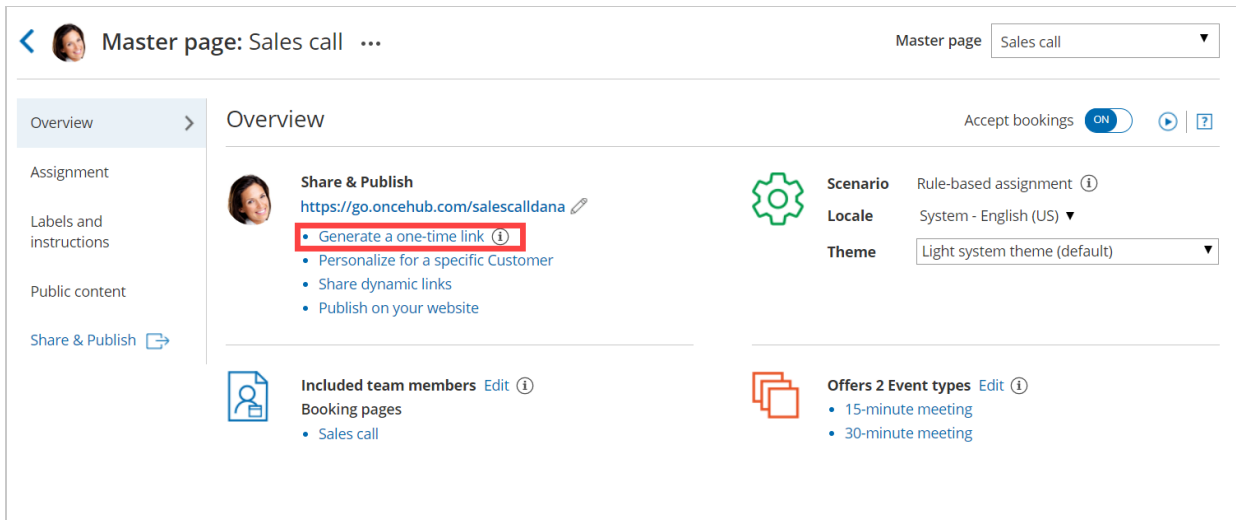 Master page: Sales call ...
Master page Sales call ▼
Overview
Assignment
Labels and
instructions
Public content
Share & Publish
Overview
Accept bookings ON
?
Share & Publish
https://go.oncehub.com/salescalldana
• Generate a one-time link i
• Personalize for a specific Customer
• Share dynamic links
• Publish on your website
Scenario Rule-based assignment i
Locale System - English (US) ▼
Theme Light system theme (default) ▼
Included team members Edit i
Booking pages
• Sales call
Offers 2 Event types Edit i
• 15-minute meeting
• 30-minute meeting